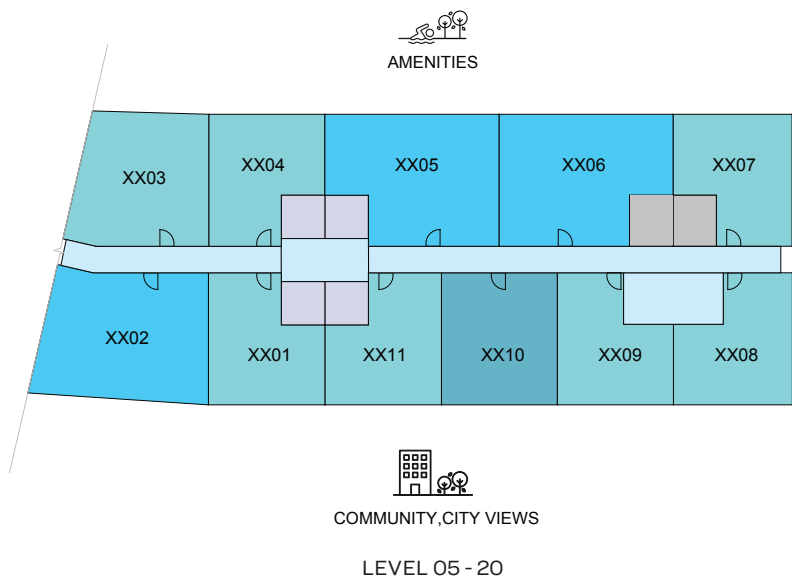 AMENITIES
XX03
XX04
XX05
XX06
XX07
XX02
XX01
XX11
XX10
XX09
XX08
COMMUNITY,CITY VIEWS
LEVEL 05 - 20